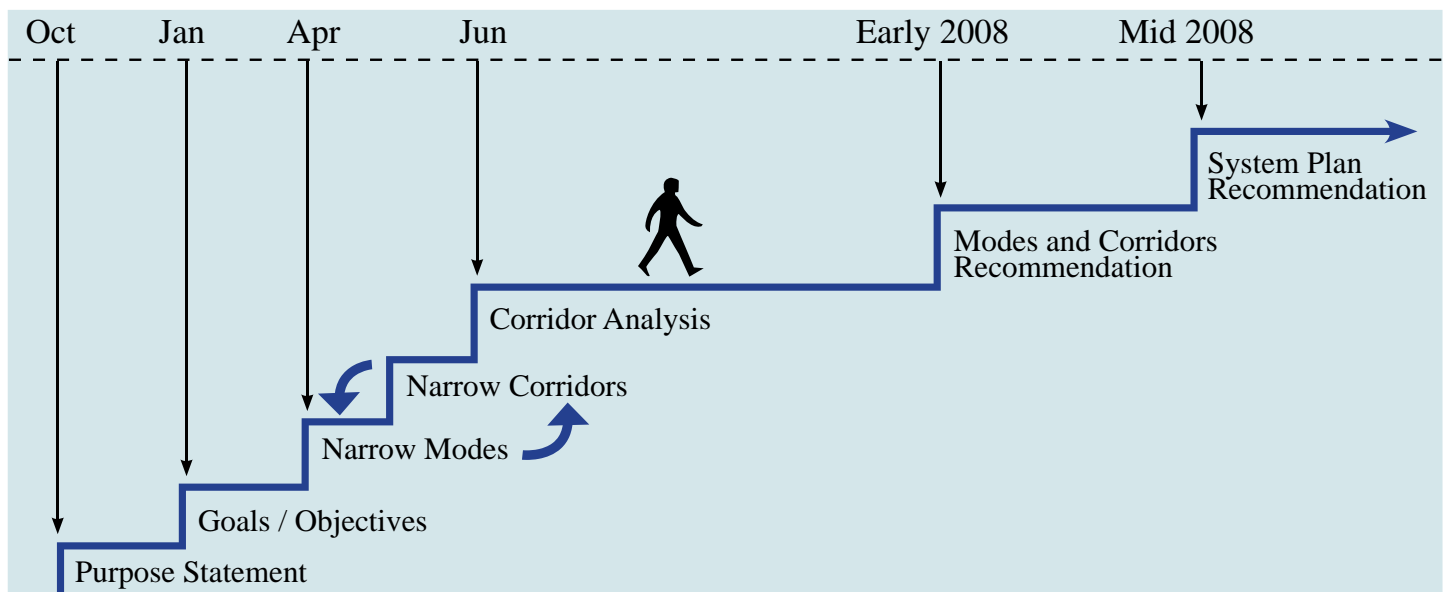 Oct Jan Apr Jun Early 2008 Mid 2008
System Plan
Recommendation
Modes and Corridors
Recommendation
Corridor Analysis
Narrow Corridors
Narrow Modes
Goals / Objectives
Purpose Statement